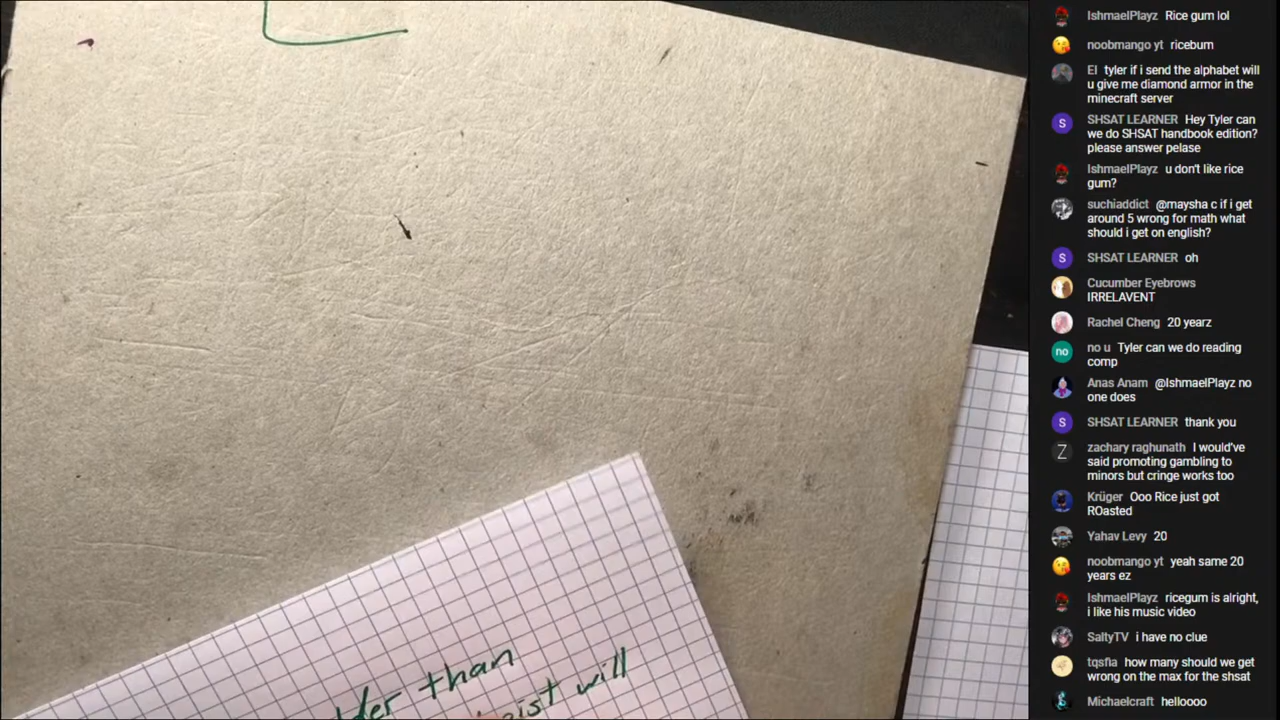 der than
ist will
IshmaelPlayz Rice gum lol
noobmango yt ricebum
El tyler if i send the alphabet will
u give me diamond armor in the
minecraft server
S SHSAT LEARNER Hey Tyler can
we do SHSAT handbook edition?
please answer pelase
IshmaelPlayz u don't like rice
gum?
suchiaddict @maysha c if i get
around 5 wrong for math what
should i get on english?
S SHSAT LEARNER oh
Cucumber Eyebrows
IRRELAVENT
Rachel Cheng 20 yearz
no no u Tyler can we do reading
comp
Anas Anam @IshmaelPlayz no
one does
S SHSAT LEARNER thank you
Z zachary raghunath I would've
said promoting gambling to
minors but cringe works too
Krüger Ooo Rice just got
ROasted
Yahav Levy 20
noobmango yt yeah same 20
years ez
IshmaelPlayz ricegum is alright,
i like his music video
SaltyTV i have no clue
tqsfia how many should we get
wrong on the max for the shsat
Michaelcraft helloooo